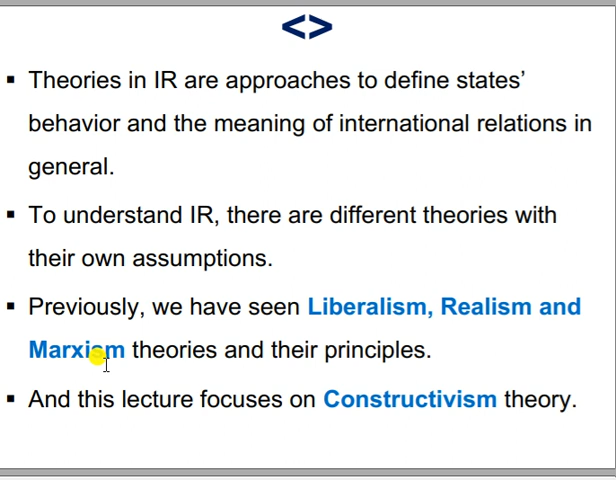 <>
▪ Theories in IR are approaches to define states’
behavior and the meaning of international relations in
general.
▪ To understand IR, there are different theories with
their own assumptions.
▪ Previously, we have seen Liberalism, Realism and
Marxism theories and their principles.
▪ And this lecture focuses on Constructivism theory.